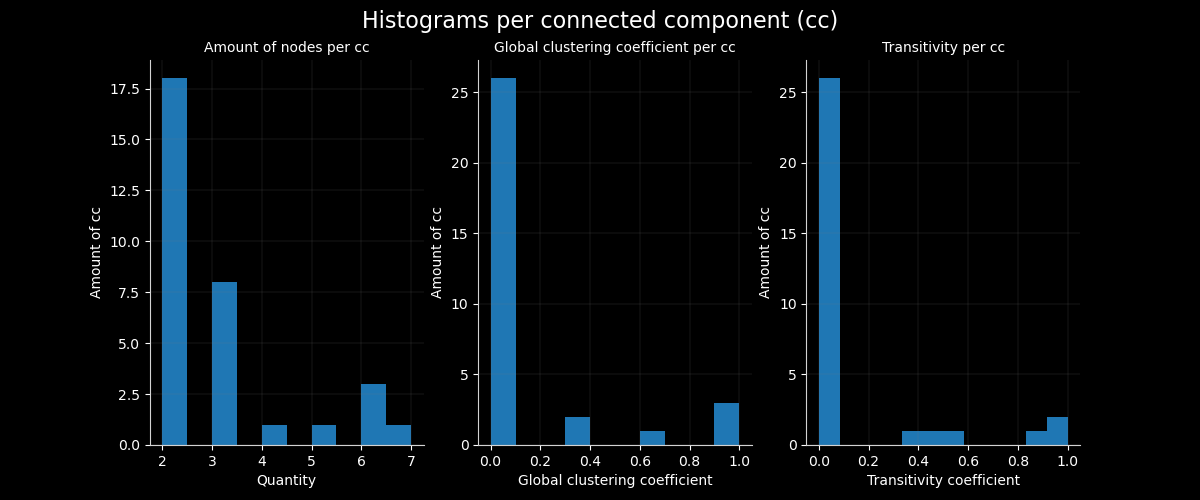 Histograms per connected component (cc)
Amount of nodes per cc
Global clustering coefficient per cc
Transitivity per cc
Amount of cc
17.5
15.0
12.5
10.0
7.5
5.0
2.5
0.0
2 3 4 5 6 7
Quantity
Amount of cc
25
20
15
10
5
0
0.0 0.2 0.4 0.6 0.8 1.0
Global clustering coefficient
Amount of cc
25
20
15
10
5
0
0.0 0.2 0.4 0.6 0.8 1.0
Transitivity coefficient